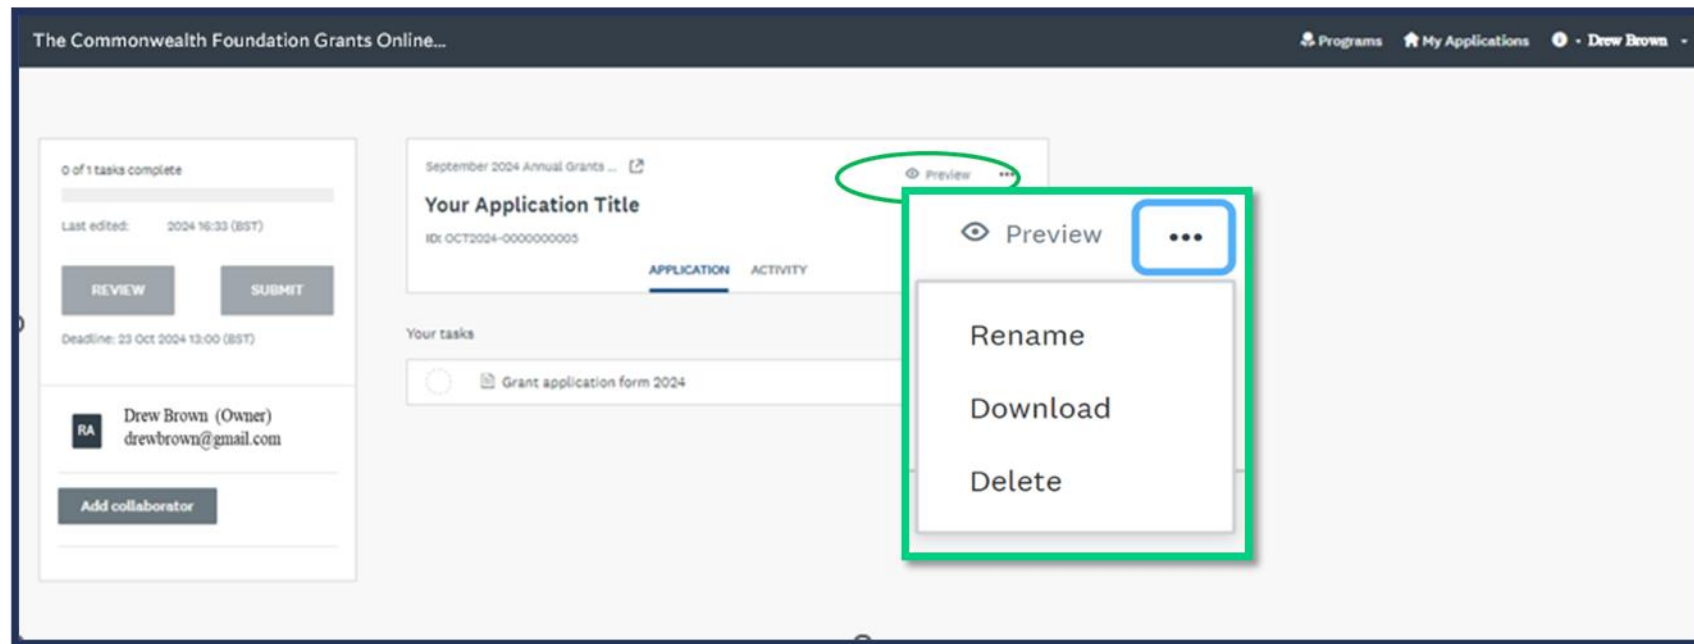 The Commonwealth Foundation Grants Online...
Programs My Applications - Drew Brown -
0 of 1 tasks complete
Last edited: 2024 16:33 (BST)
REVIEW SUBMIT
Deadline: 23 Oct 2024 13:00 (BST)
RA
Drew Brown (Owner)
drewbrown@gmail.com
Add collaborator
September 2024 Annual Grants ...
Preview ...
Your Application Title
ID: OCT2024-0000000005
APPLICATION ACTIVITY
Your tasks
Grant application form 2024
Preview ...
Rename
Download
Delete